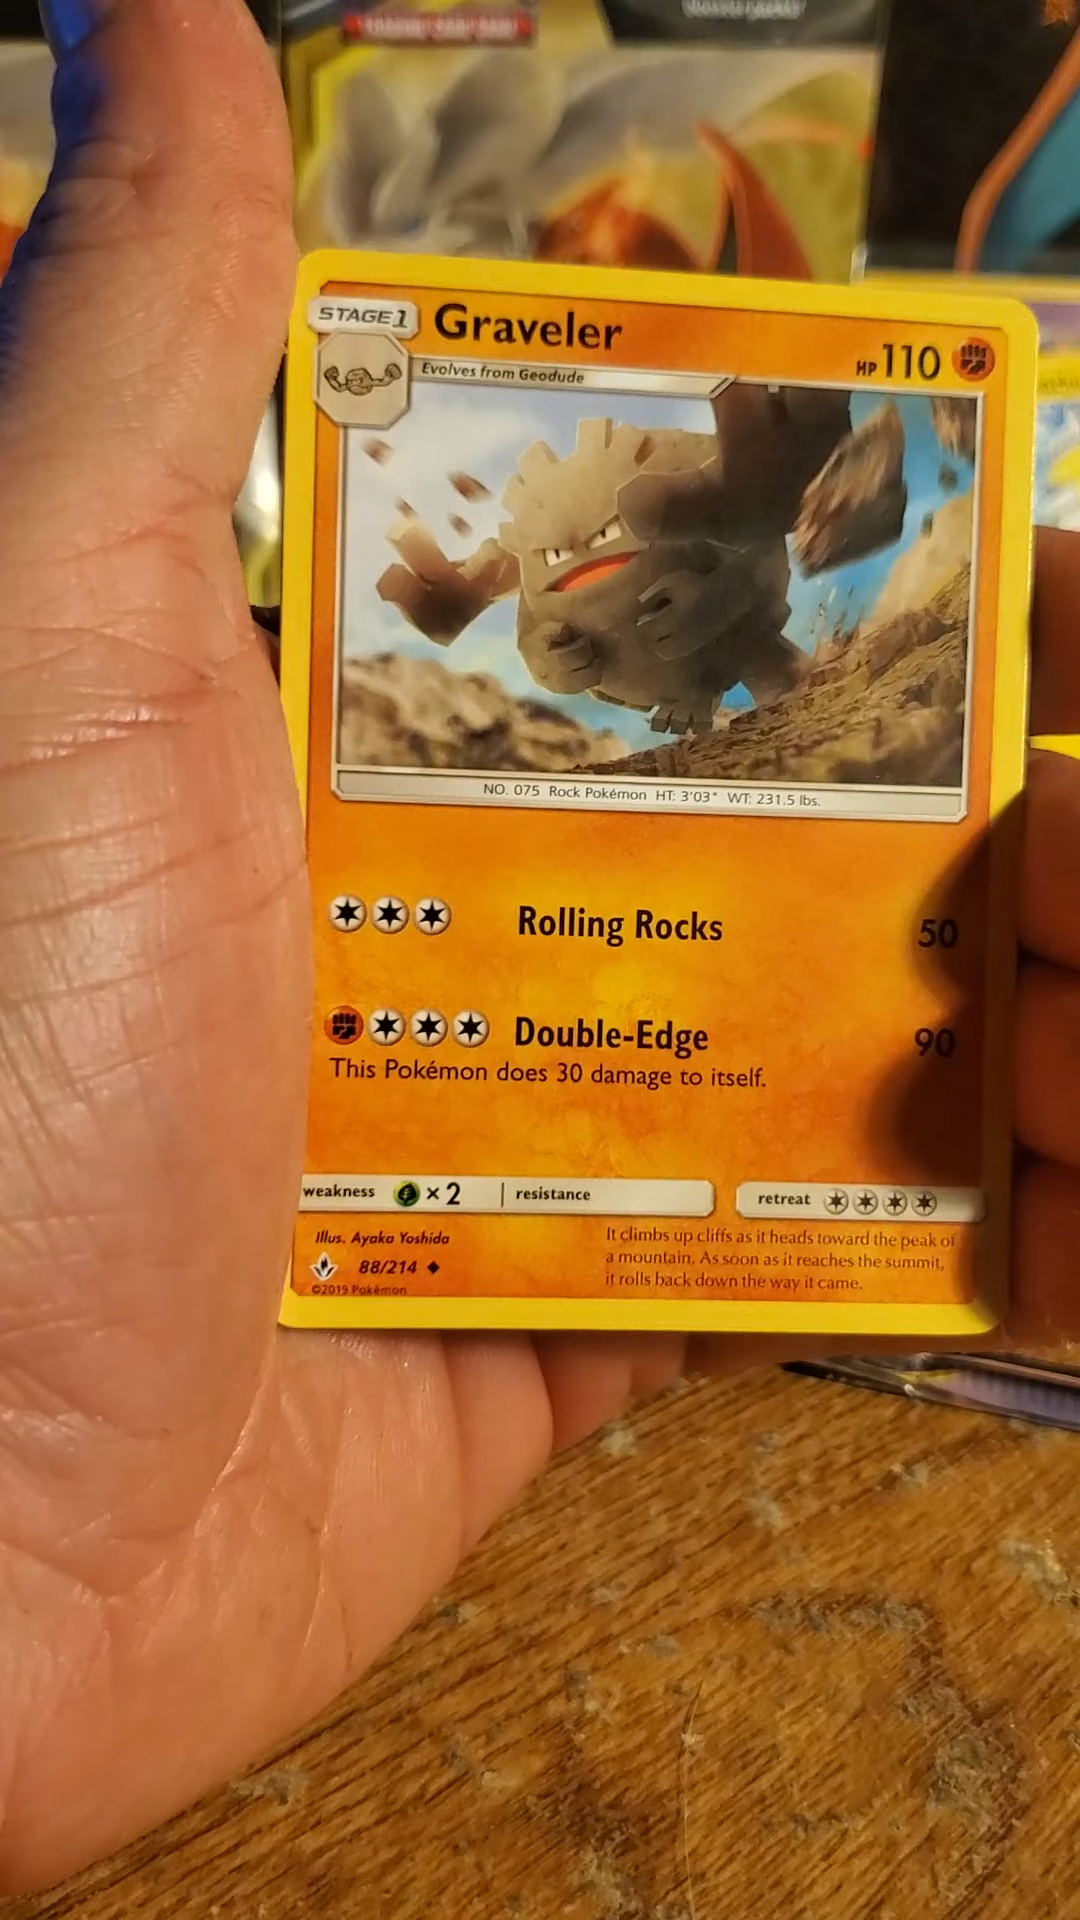 STAGE1
Graveler
HP 110
Evolves from Geodude
NO. 075 Rock Pokémon HT: 3'03" WT: 231.5 lbs.
Rolling Rocks 50
Double-Edge 90
This Pokémon does 30 damage to itself.
weakness ×2 resistance retreat
Illus. Ayaka Yoshida
88/214
©2019 Pokémon
It climbs up cliffs as it heads toward the peak of
a mountain. As soon as it reaches the summit,
it rolls back down the way it came.